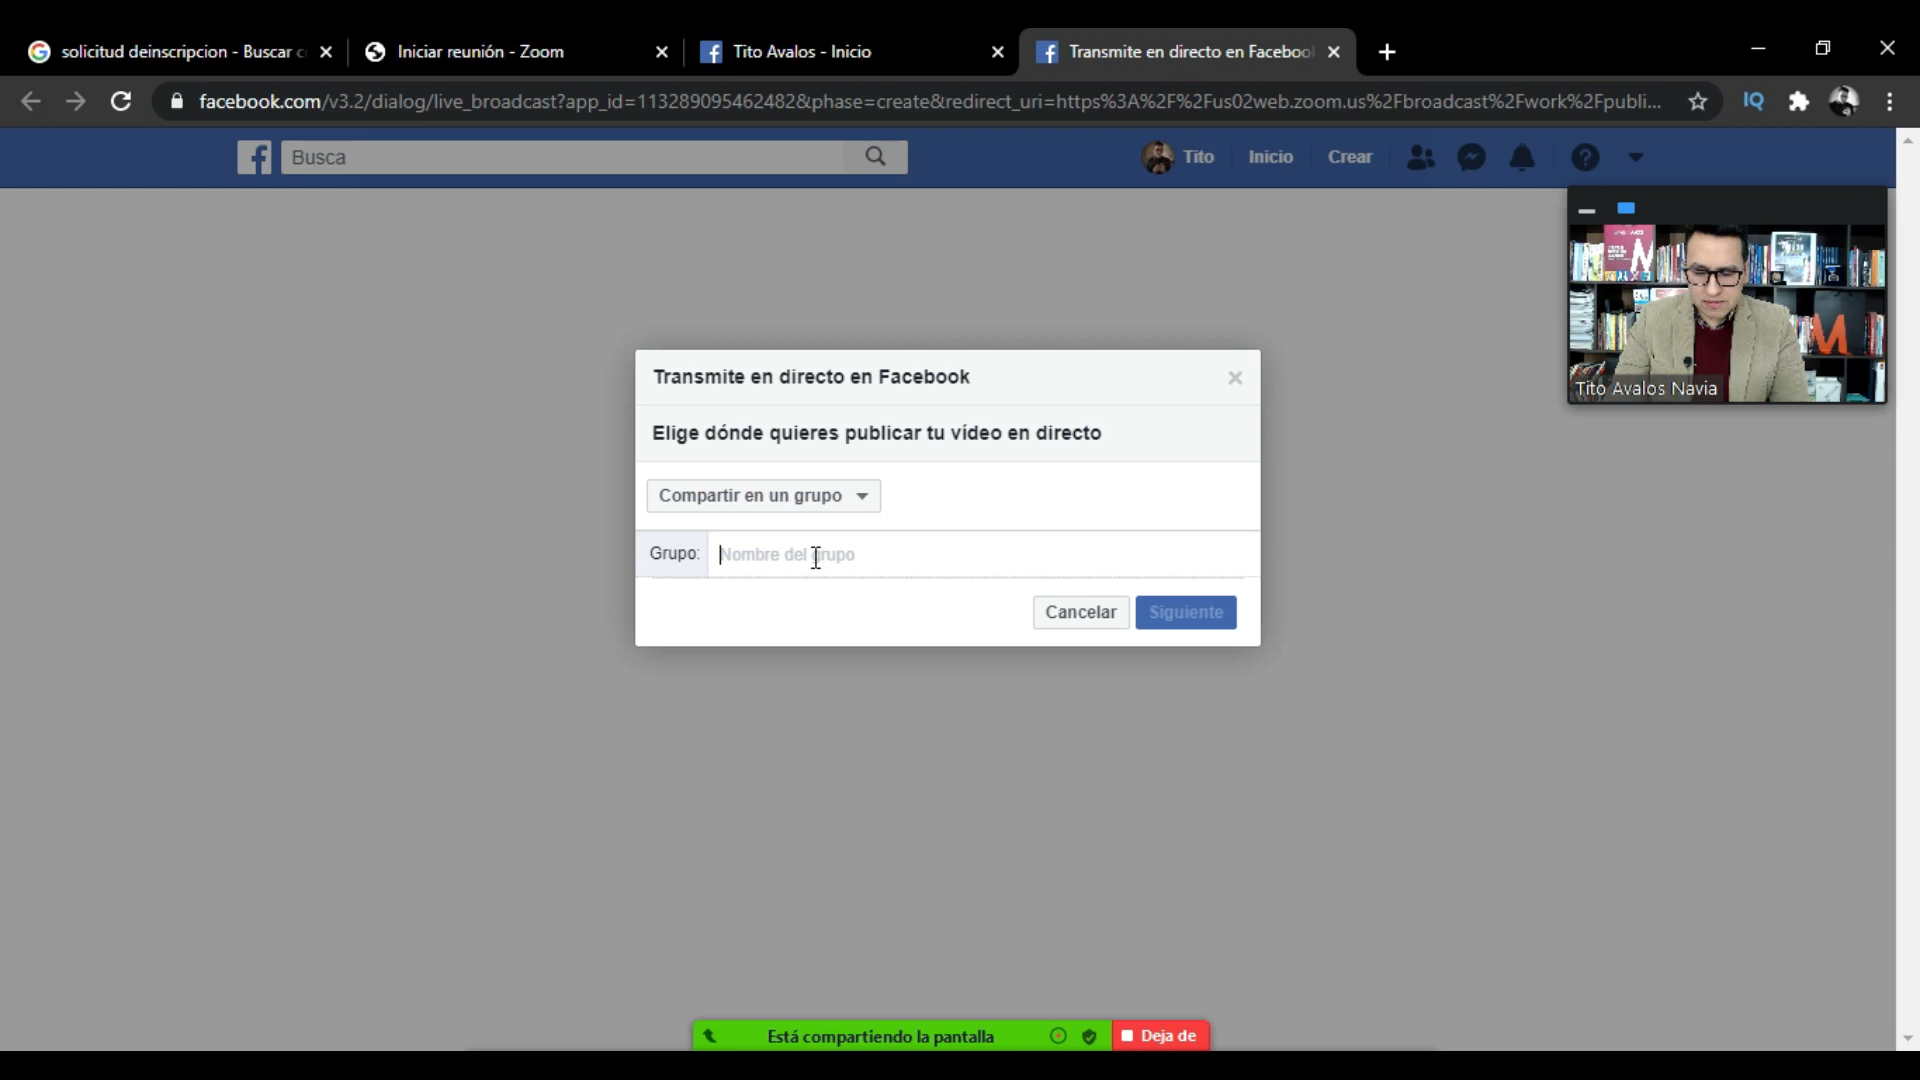 solicitud deinscripcion - Buscar c
Iniciar reunión - Zoom
Tito Avalos - Inicio
Transmite en directo en Facebook
facebook.com/v3.2/dialog/live_broadcast?app_id=113289095462482&phase=create&redirect_uri=https%3A%2F%2Fus02web.zoom.us%2Fbroadcast%2Fwork%2Fpubli...
IQ
Busca
Tito
Inicio
Crear
Tito Avalos Navia
Transmite en directo en Facebook
Elige dónde quieres publicar tu vídeo en directo
Compartir en un grupo
Grupo:
Nombre del grupo
Cancelar
Siguiente
Está compartiendo la pantalla
Deja de